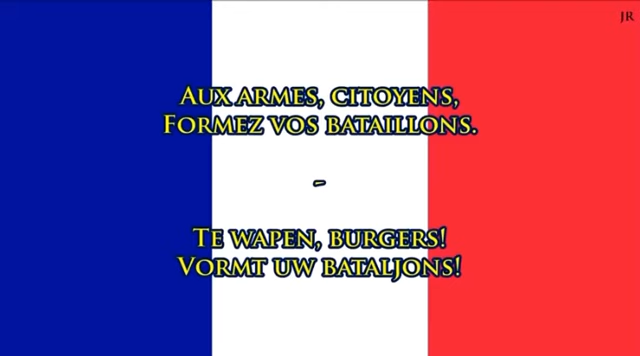 JR
AUX ARMES, CITOYENS,
FORMEZ VOS BATAILLONS.
-
TE WAPEN, BURGERS!
VORMT UW BATALJONS!